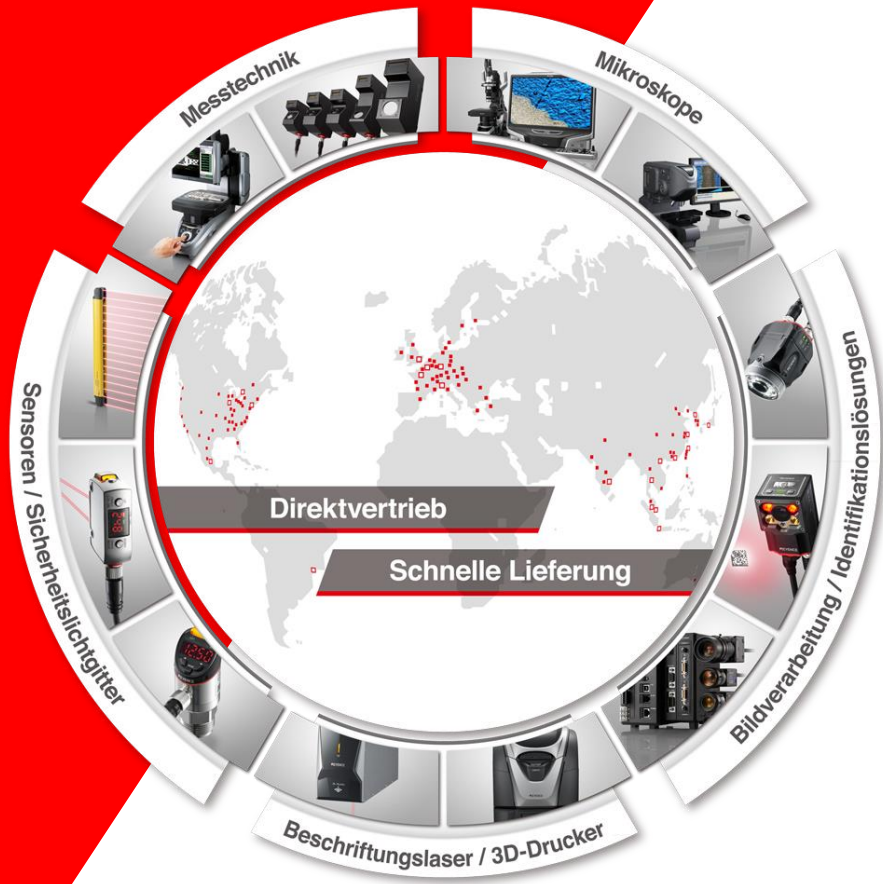 Messtechnik
Mikroskope
Sensoren / Sicherheitslichtgitter
Bildverarbeitung / Identifikationslösungen
Direktvertrieb
Schnelle Lieferung
Beschriftungslaser / 3D-Drucker